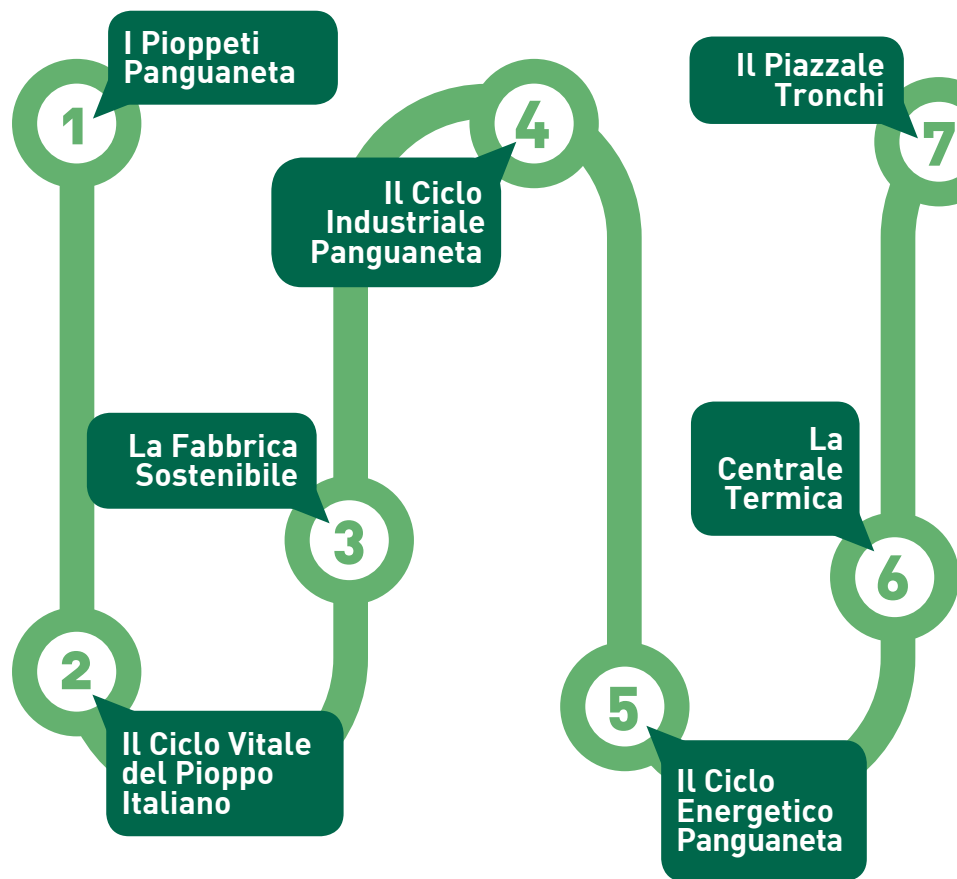 1
I Pioppeti
Panguaneta
2
Il Ciclo Vitale
del Pioppo
Italiano
3
La Fabbrica
Sostenibile
4
Il Ciclo
Industriale
Panguaneta
5
Il Ciclo
Energetico
Panguaneta
6
La
Centrale
Termica
7
Il Piazzale
Tronchi